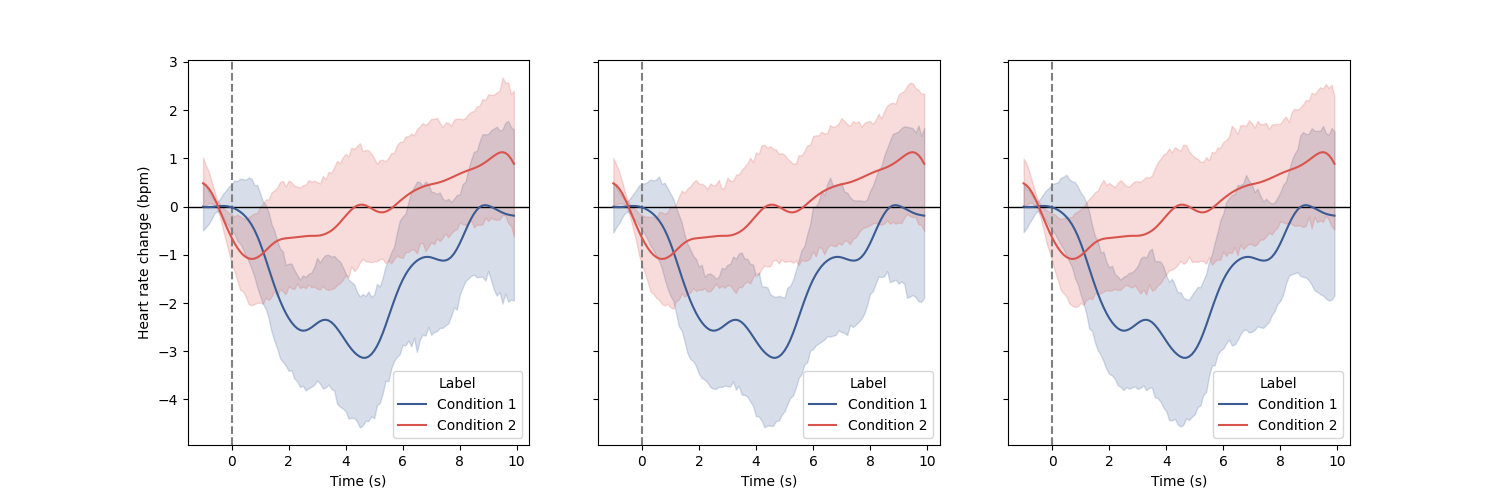 3
2
1
0
−1
−2
−3
−4
Heart rate change (bpm)
0 2 4 6 8 10
Time (s)
Label
Condition 1
Condition 2
0 2 4 6 8 10
Time (s)
Label
Condition 1
Condition 2
0 2 4 6 8 10
Time (s)
Label
Condition 1
Condition 2